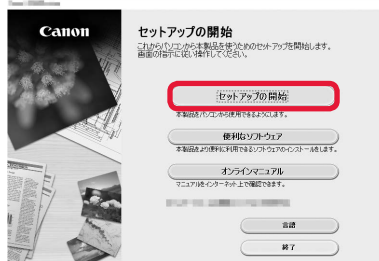 Canon
セットアップの開始
これからパソコンから本製品を使うためのセットアップを開始します。
画面の指示に従い操作してください。
セットアップの開始
本製品をパソコンから使用できるようにします。
便利なソフトウェア
本製品をより便利に利用できるソフトウェアのインストールをします。
オンラインマニュアル
マニュアルをインターネット上で確認できます。
言語
終了